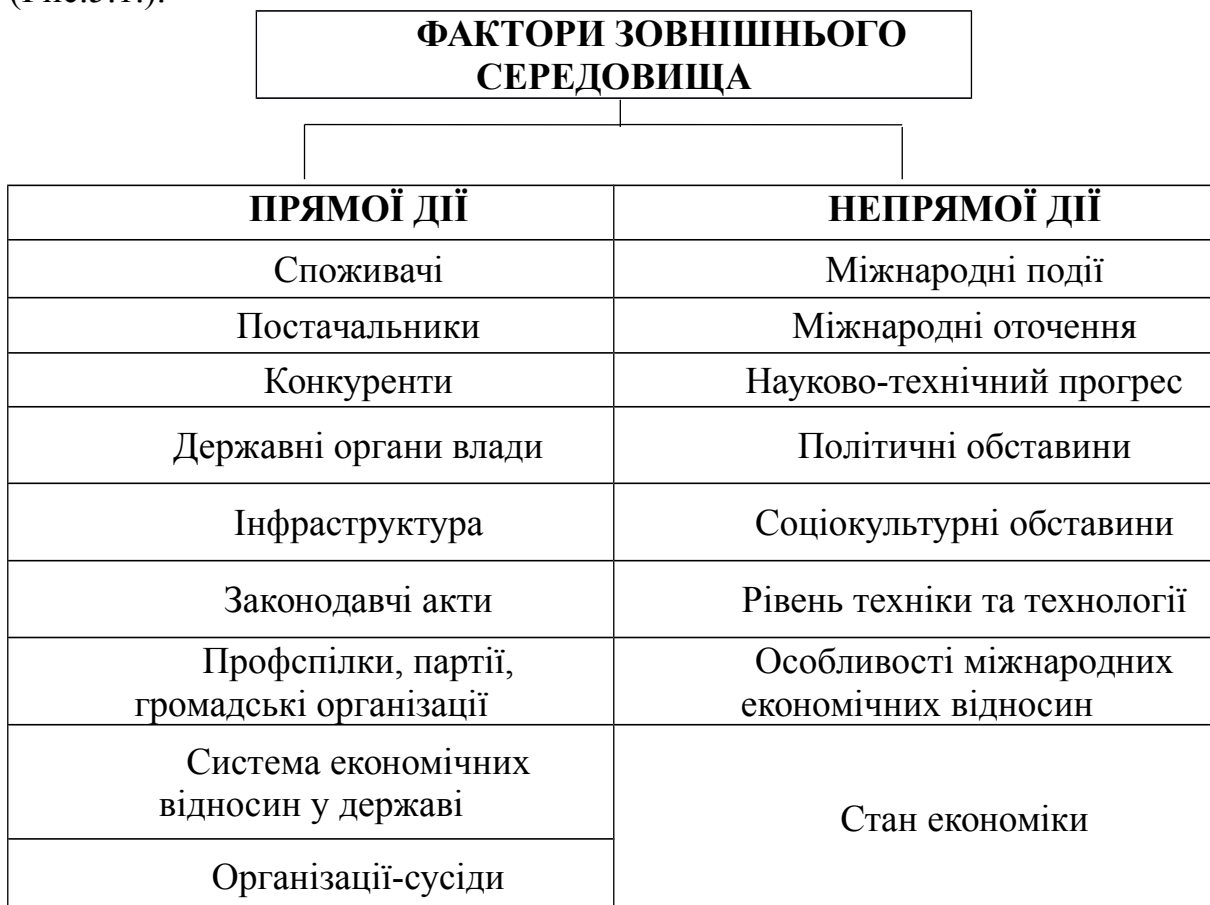 (Рис.3.1.).
ФАКТОРИ ЗОВНІШНЬОГО
СЕРЕДОВИЩА
ПРЯМОЇ ДІЇ
НЕПРЯМОЇ ДІЇ
Споживачі
Міжнародні події
Постачальники
Міжнародні оточення
Конкуренти
Науково-технічний прогрес
Державні органи влади
Політичні обставини
Інфраструктура
Соціокультурні обставини
Законодавчі акти
Рівень техніки та технології
Профспілки, партії,
громадські організації
Особливості міжнародних
економічних відносин
Система економічних
відносин у державі
Стан економіки
Організації-сусіди